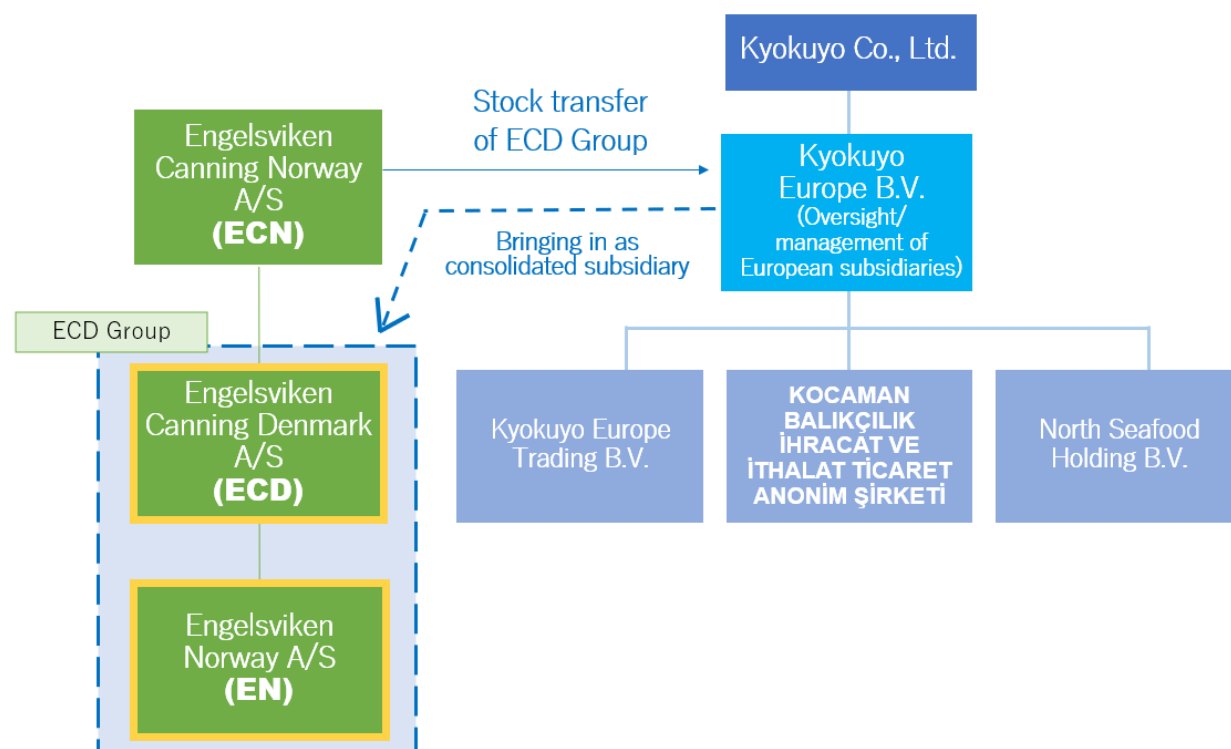 Kyokuyo Co., Ltd.
Stock transfer
of ECD Group
Engelsviken
Canning Norway
A/S
(ECN)
Kyokuyo
Europe B.V.
(Oversight/
management of
European subsidiaries)
Bringing in as
consolidated subsidiary
ECD Group
Engelsviken
Canning Denmark
A/S
(ECD)
Kyokuyo Europe
Trading B.V.
KOCAMAN
BALIKÇILIK
İHRACAT VE
İTHALAT TİCARET
ANONİM ŞİRKETİ
North Seafood
Holding B.V.
Engelsviken
Norway A/S
(EN)